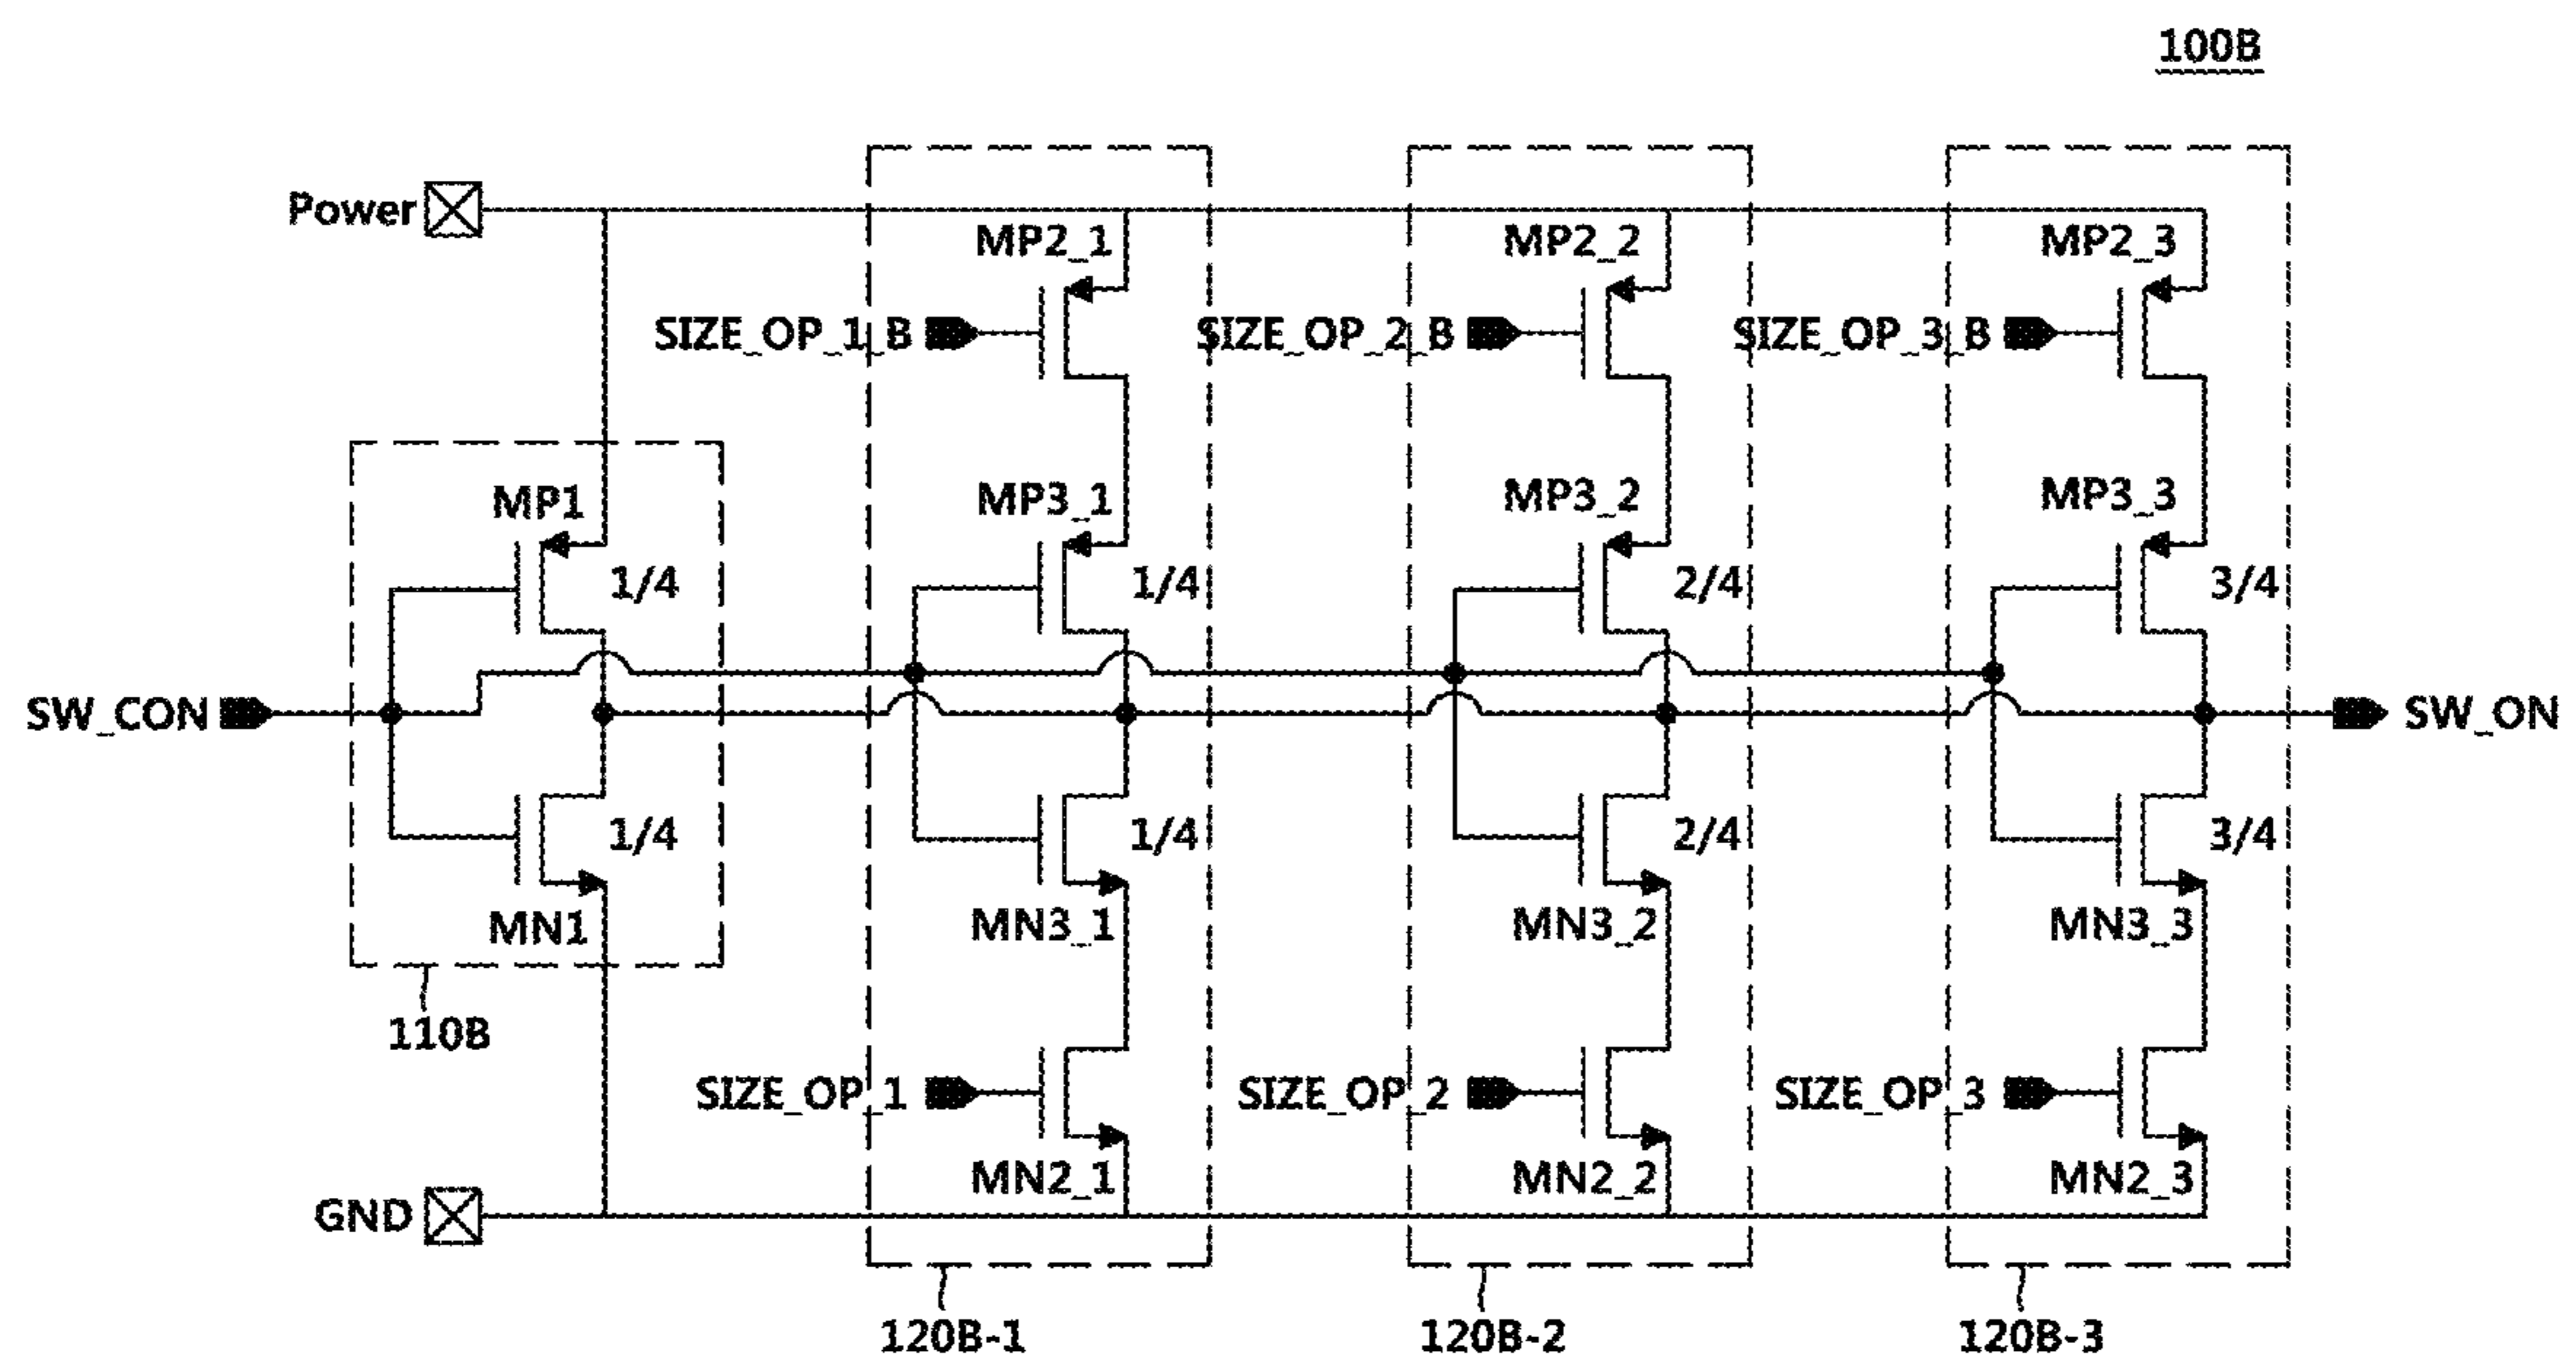 100B
Power
MP2_1
MP2_2
MP2_3
SIZE_OP_1_B
SIZE_OP_2_B
SIZE_OP_3_B
MP1
MP3_1
MP3_2
MP3_3
1/4
1/4
2/4
3/4
SW_CON
SW_ON
1/4
1/4
2/4
3/4
MN1
MN3_1
MN3_2
MN3_3
110B
SIZE_OP_1
SIZE_OP_2
SIZE_OP_3
MN2_1
MN2_2
MN2_3
GND
120B-1
120B-2
120B-3